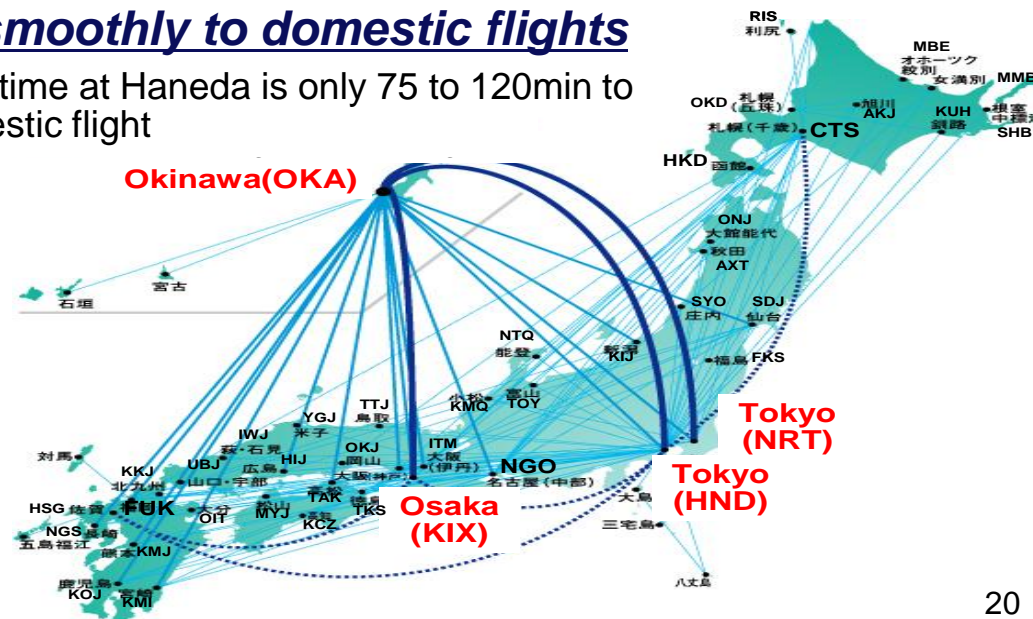 smoothly to domestic flights
time at Haneda is only 75 to 120min to
estic flight
RIS
利尻
MBE
オホーツク
紋別
女満別
MMB
OKD
札幌
(丘珠)
旭川
AKJ
KUH
釧路
根室
中標津
SHB
札幌(千歳)
CTS
HKD
函館
Okinawa(OKA)
石垣
宮古
ONJ
大館能代
秋田
AXT
SYO
庄内
SDJ
仙台
NTQ
能登
新潟
KIJ
福島
FKS
小松
KMQ
富山
TOY
TTJ
鳥取
YGJ
米子
IWJ
萩・石見
HIJ
広島
OKJ
岡山
ITM
大阪
(伊丹)
大阪(神戸)
NGO
名古屋(中部)
Tokyo
(NRT)
Tokyo
(HND)
Osaka
(KIX)
対馬
KKJ
北九州
UBJ
山口・宇部
HSG
佐賀
福岡
FUK
大分
OIT
松山
MYJ
高松
TAK
高知
KCZ
徳島
TKS
NGS
長崎
五島福江
熊本
KMJ
鹿児島
KOJ
宮崎
KMI
大島
三宅島
八丈島
20